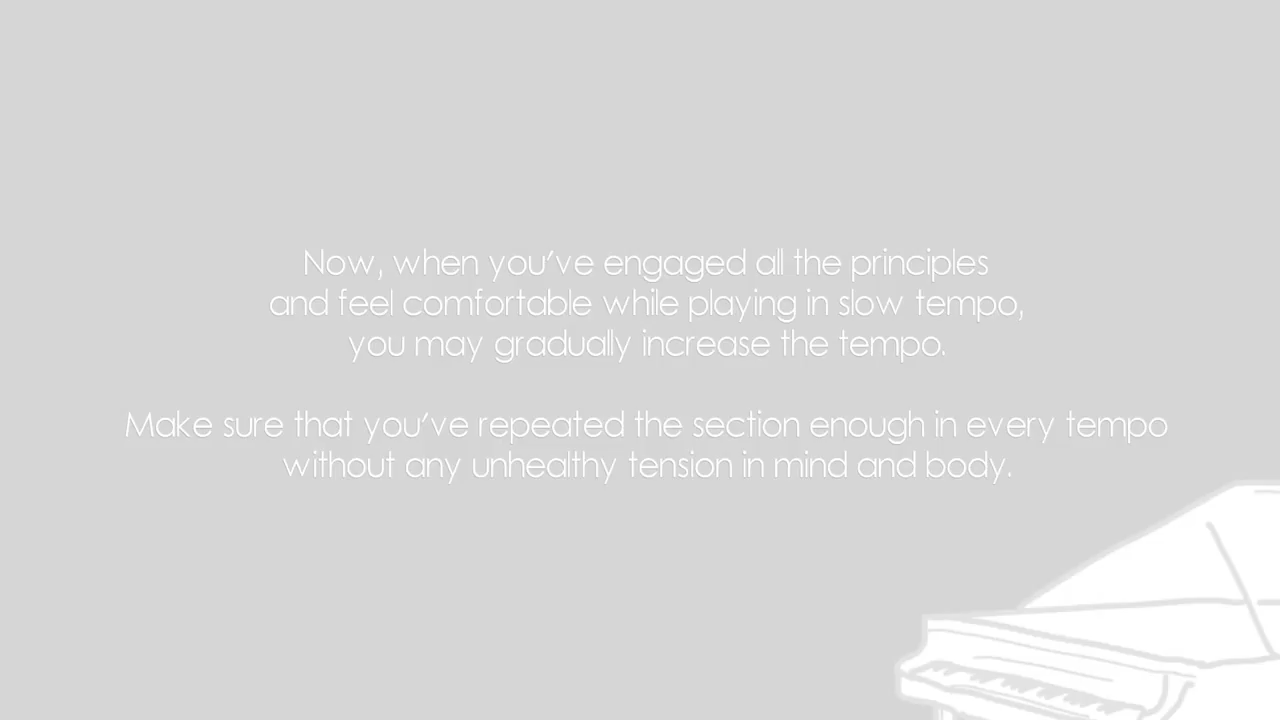 Now, when you've engaged all the principles
and feel comfortable while playing in slow tempo,
you may gradually increase the tempo.
Make sure that you've repeated the section enough in every tempo
without any unhealthy tension in mind and body.